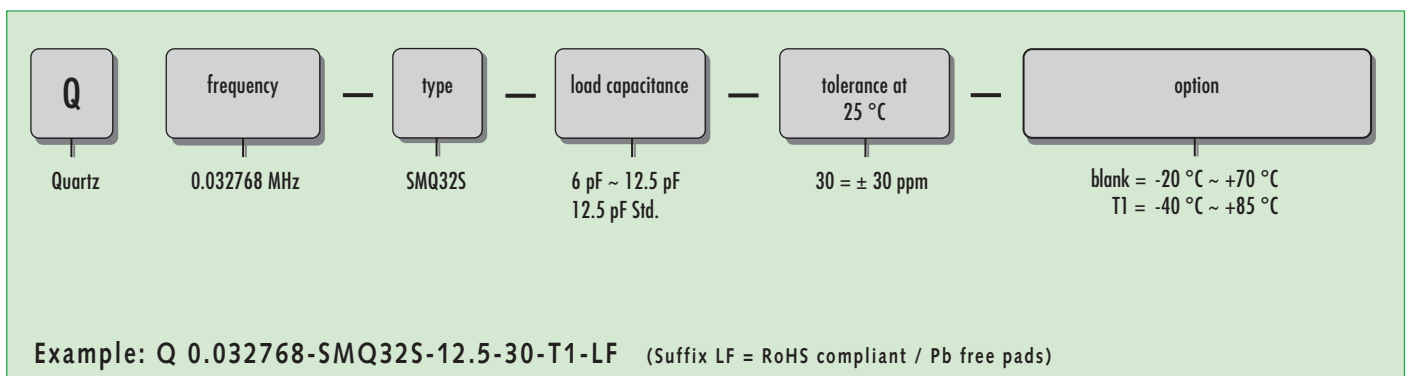 Q
frequency — type — load capacitance — tolerance at
25 °C — option
Quartz
0.032768 MHz
SMQ32S
6 pF ~ 12.5 pF
12.5 pF Std.
30 = ± 30 ppm
blank = -20 °C ~ +70 °C
T1 = -40 °C ~ +85 °C
Example: Q 0.032768-SMQ32S-12.5-30-T1-LF (Suffix LF = RoHS compliant / Pb free pads)